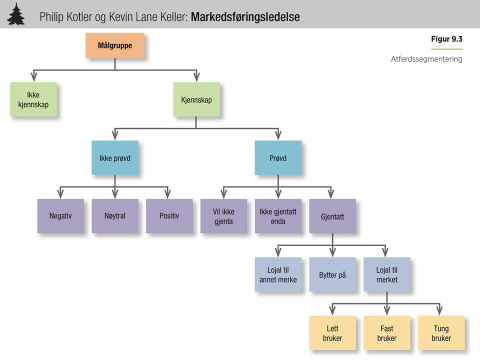 Philip Kotler og Kevin Lane Keller: Markedsføringsledelse
Figur 9.3
Atferdssegmentering
Målgruppe
Ikke
kjennskap
Kjennskap
Ikke prøvd
Prøvd
Negativ
Nøytral
Positiv
Vil ikke
gjenta
Ikke gjentatt
enda
Gjentatt
Lojal til
annet merke
Bytter på
Lojal til
merket
Lett
bruker
Fast
bruker
Tung
bruker